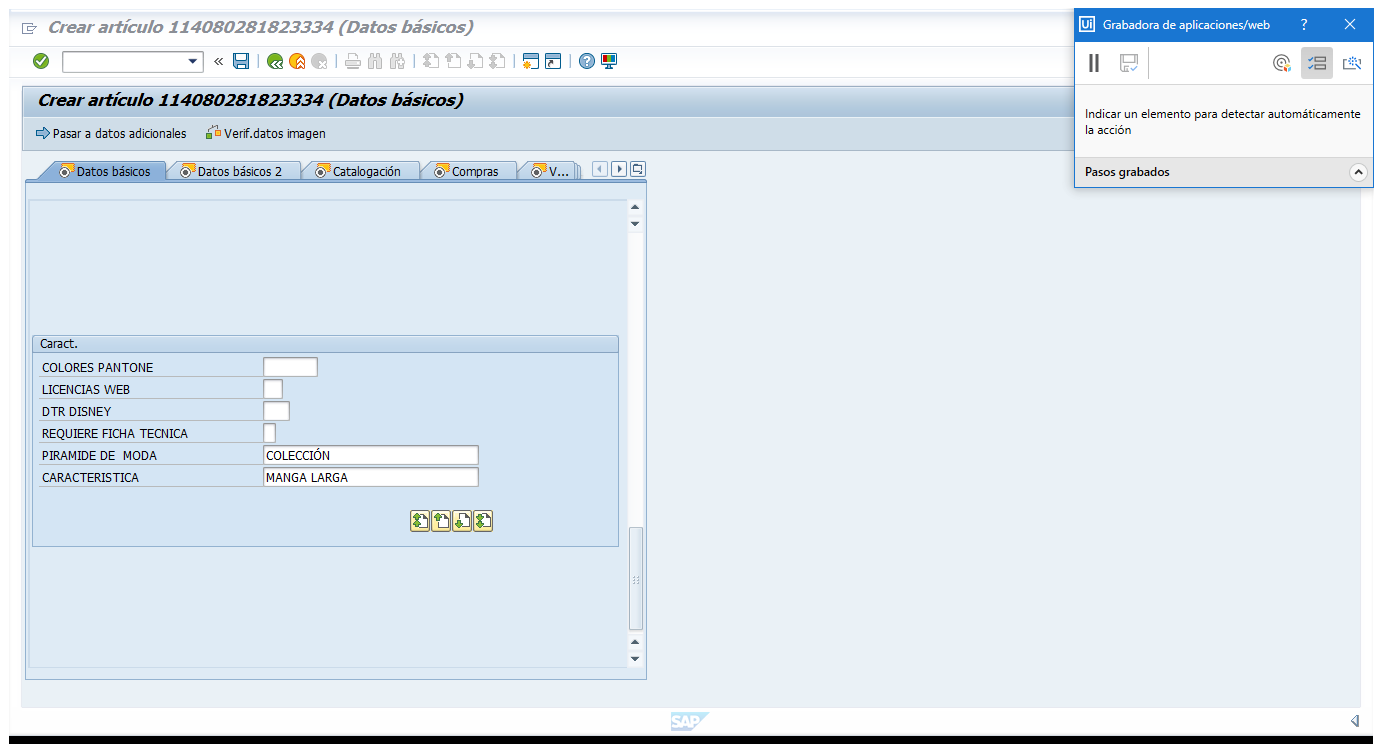 Crear artículo 114080281823334 (Datos básicos)
Ui Grabadora de aplicaciones/web ?
Crear artículo 114080281823334 (Datos básicos)
Indicar un elemento para detectar automáticamente
la acción
Pasar a datos adicionales Verif.datos imagen
Pasos grabados
Datos básicos Datos básicos 2 Catalogación Compras V...
Caract.
COLORES PANTONE
LICENCIAS WEB
DTR DISNEY
REQUIERE FICHA TECNICA
PIRAMIDE DE MODA COLECCIÓN
CARACTERISTICA MANGA LARGA
SAP